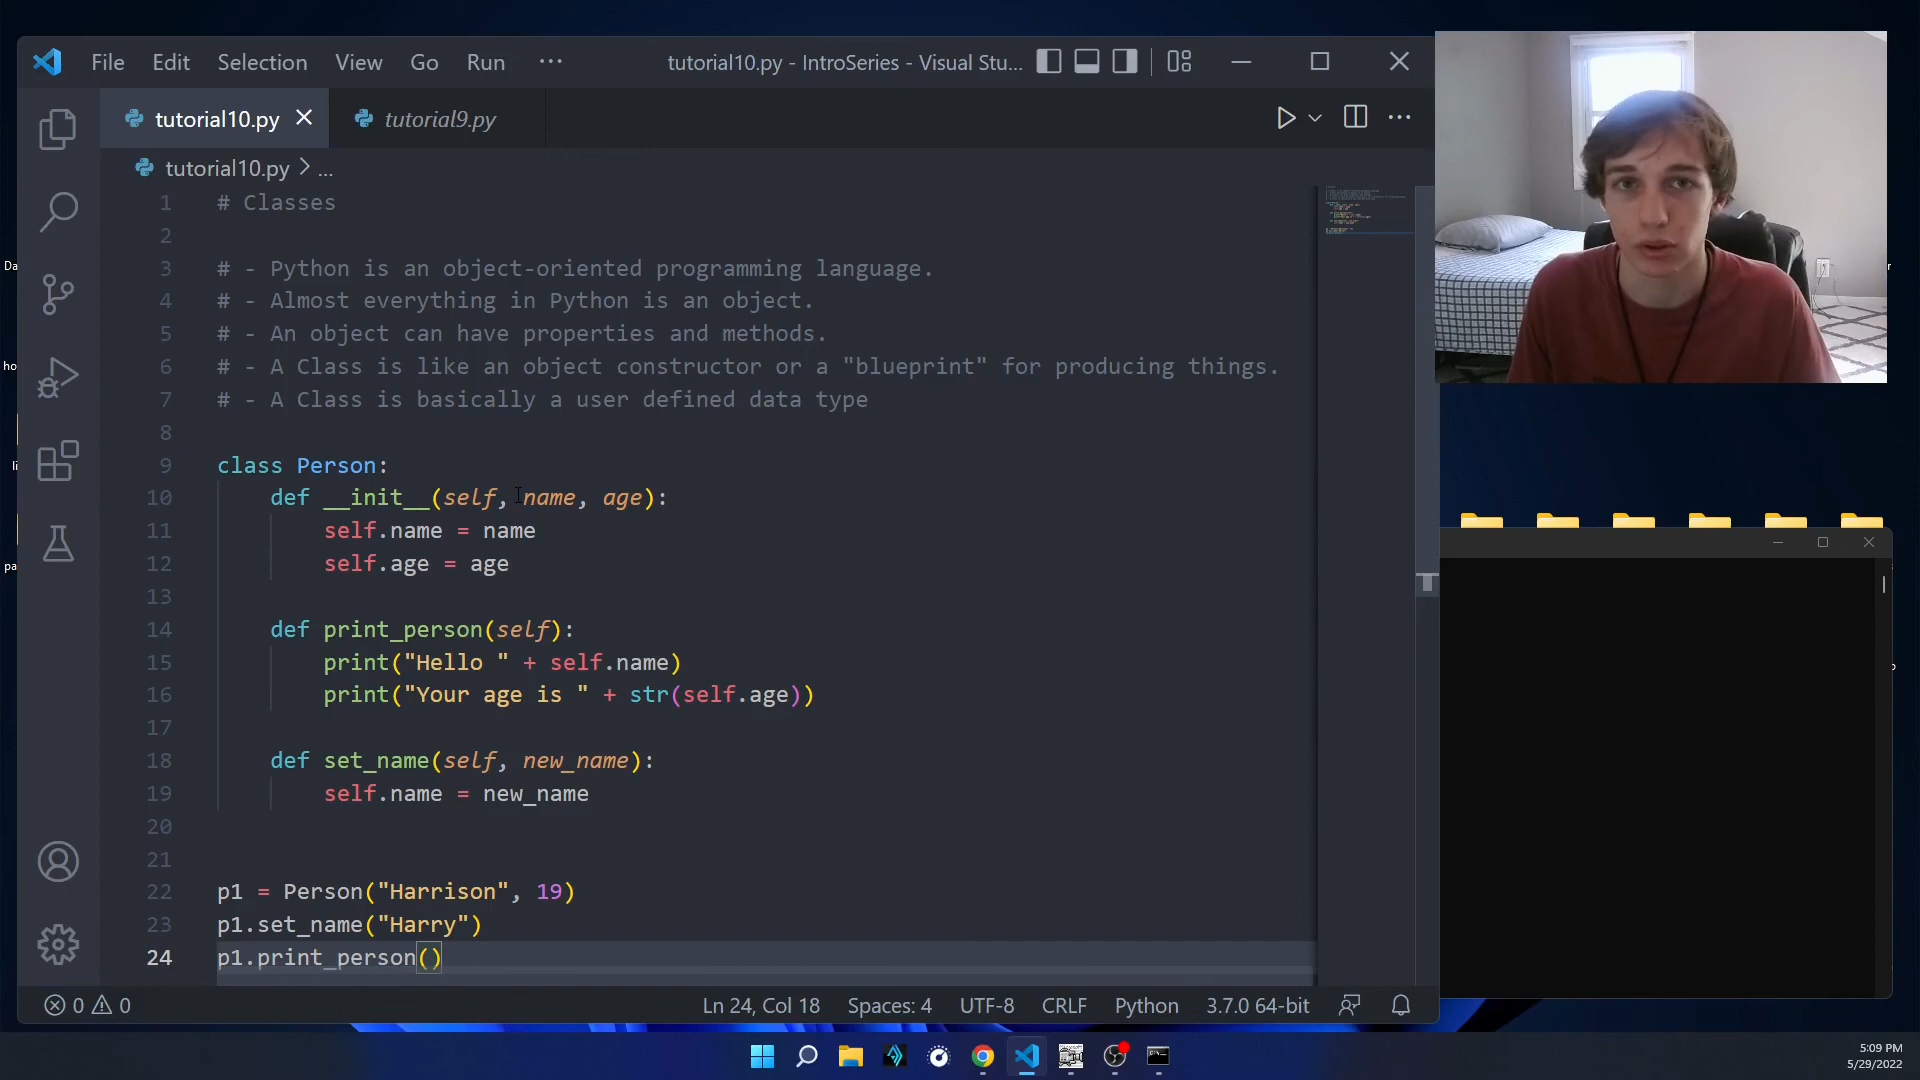 File Edit Selection View Go Run ··· tutorial10.py - IntroSeries - Visual Stu...
tutorial10.py tutorial9.py
tutorial10.py > ...
1 # Classes
2
3 # - Python is an object-oriented programming language.
4 # - Almost everything in Python is an object.
5 # - An object can have properties and methods.
6 # - A Class is like an object constructor or a "blueprint" for producing things.
7 # - A Class is basically a user defined data type
8
9 class Person:
10 def __init__(self, name, age):
11 self.name = name
12 self.age = age
13
14 def print_person(self):
15 print("Hello " + self.name)
16 print("Your age is " + str(self.age))
17
18 def set_name(self, new_name):
19 self.name = new_name
20
21
22 p1 = Person("Harrison", 19)
23 p1.set_name("Harry")
24 p1.print_person()
0 0 Ln 24, Col 18 Spaces: 4 UTF-8 CRLF Python 3.7.0 64-bit
Da
ho
li
pa
5:09 PM
5/29/2022